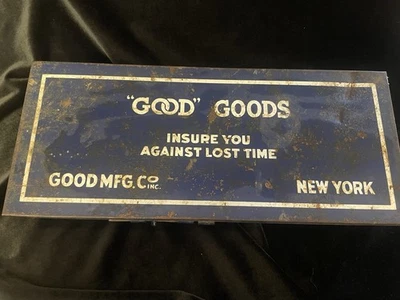 "GOOD" GOODS
INSURE YOU
AGAINST LOST TIME
GOOD MFG. CO INC. NEW YORK